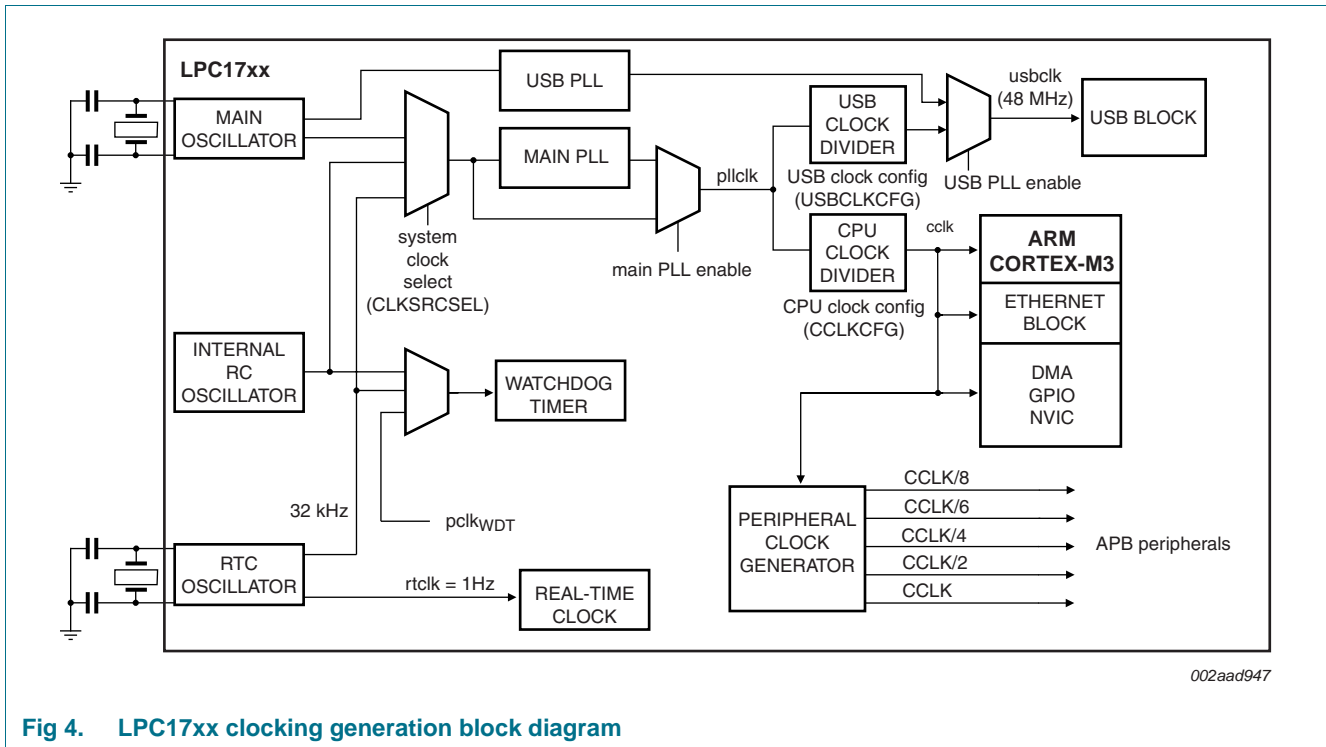 LPC17xx
MAIN
OSCILLATOR
USB PLL
MAIN PLL
system
clock
select
(CLKSRCSEL)
main PLL enable
pllclk
USB
CLOCK
DIVIDER
USB clock config
(USBCLKCFG)
usbclk
(48 MHz)
USB PLL enable
USB BLOCK
CPU
CLOCK
DIVIDER
CPU clock config
(CCLKCFG)
cclk
ARM
CORTEX-M3
ETHERNET
BLOCK
DMA
GPIO
NVIC
INTERNAL
RC
OSCILLATOR
WATCHDOG
TIMER
32 kHz
pclkWDT
RTC
OSCILLATOR
rtclk = 1Hz
REAL-TIME
CLOCK
PERIPHERAL
CLOCK
GENERATOR
CCLK/8
CCLK/6
CCLK/4
CCLK/2
CCLK
APB peripherals
002aad947
Fig 4. LPC17xx clocking generation block diagram